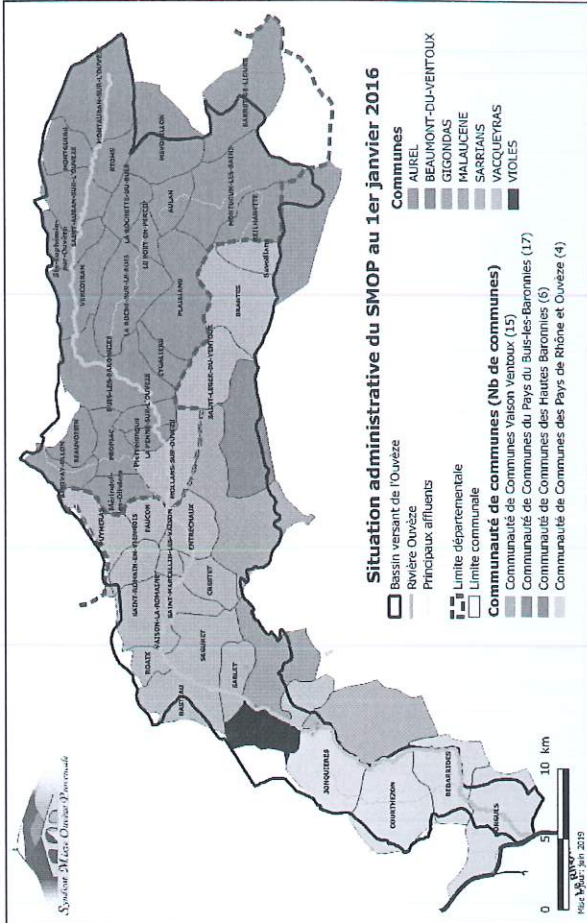 Syndicat Mixte Ouvèze Provençale
Situation administrative du SMOP au 1er janvier 2016
Bassin versant de l'Ouvèze
Rivière Ouvèze
Principaux affluents
Limite départementale
Limite communale
Communauté de communes (Nb de communes)
Communauté de Communes Vaison Ventoux (15)
Communauté de Communes du Pays du Buis-les-Baronnies (17)
Communauté de Communes des Hautes Baronnies (6)
Communauté de Communes des Pays de Rhône et Ouvèze (4)
Communes
AUREL
BEAUMONT-DU-VENTOUX
GIGONDAS
MALAUCENE
SARRIANS
VACQUEYRAS
VIOLES
MONTGUERS
MONTAUBAN-SUR-L'OUVEZE
SAINT-AUBAN-SUR-L'OUVEZE
VERCOIRAN
LA ROCHETTE-DU-BUIS
MEVOUILLON
LE POET-EN-PERCIP
AULAN
LA ROCHE-SUR-LE-BUIS
BUIS-LES-BARONNIES
PLAISIANS
MONTBRUN-LES-BAINS
REILHANETTE
BARRET-DE-LIOURE
EYGALIERS
BRANTES
Savoillans
SAINT-LEGER-DU-VENTOUX
BEAUVOISIN
PROPIAC
Pierrelongue
LA PENNE-SUR-L'OUVEZE
MOLLANS-SUR-OUVEZE
PUYMERAS
FAUCON
SAINT-ROMAIN-EN-VIENNOIS
VAISON-LA-ROMAINE
SAINT-MARCELLIN-LES-VAISON
ENTRECHAUX
CRESTET
ROAIX
SEGURET
RASTEAU
SABLET
JONQUIERES
COURTHEZON
BEDARRIDES
0 5 10 km
Mise à jour: juin 2019